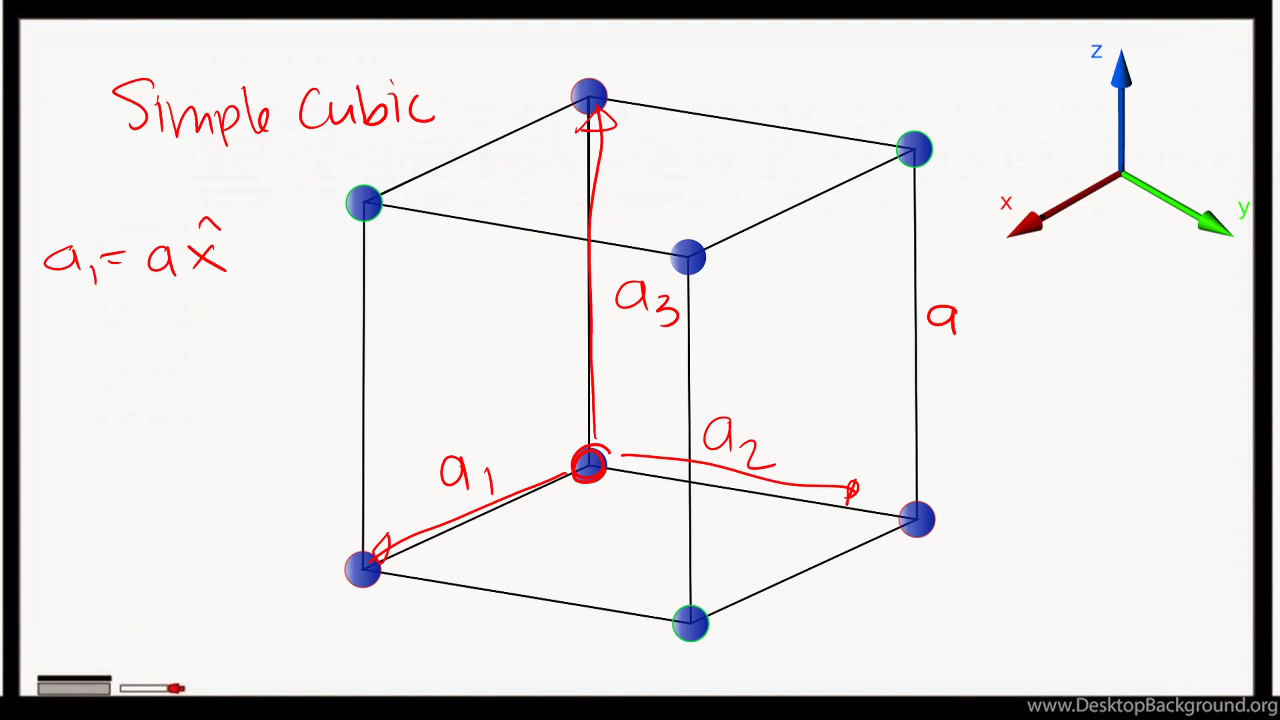 Simple Cubic
a₁ = a x̂
z
x
y
a₃
a
a₂
a₁
www.DesktopBackground.org